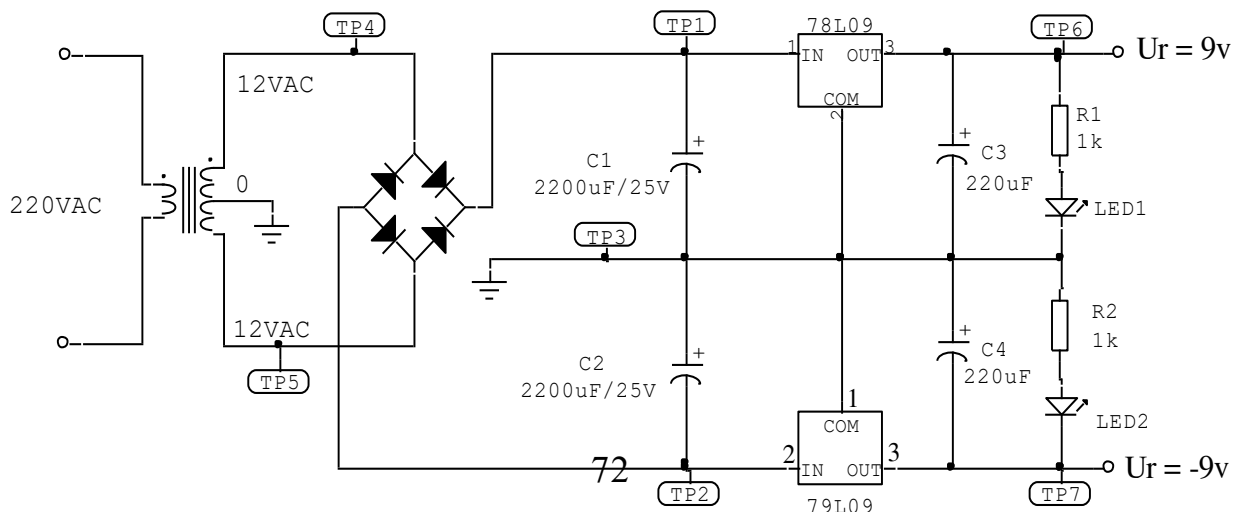 TP4
TP1
78L09
TP6
1
IN
OUT
3
Ur = 9v
12VAC
COM
2
R1
1k
C1
2200uF/25V
+
+
C3
220uF
220VAC
0
LED1
TP3
R2
1k
12VAC
TP5
C2
2200uF/25V
+
+
C4
220uF
1
COM
LED2
72
2
IN
OUT
3
Ur = -9v
TP2
79L09
TP7